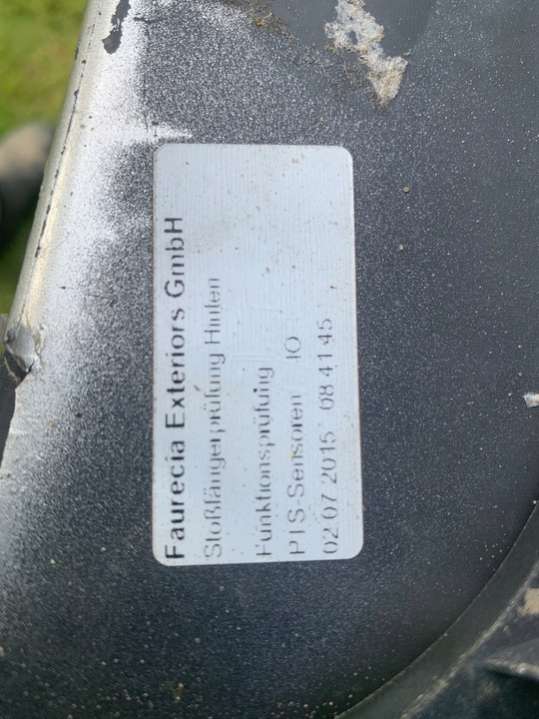 Faurecia Exteriors GmbH
Stoßfängerprüfung Hinten
Funktionsprüfung
PTS-Sensoren IO
02.07.2015 08:41:45